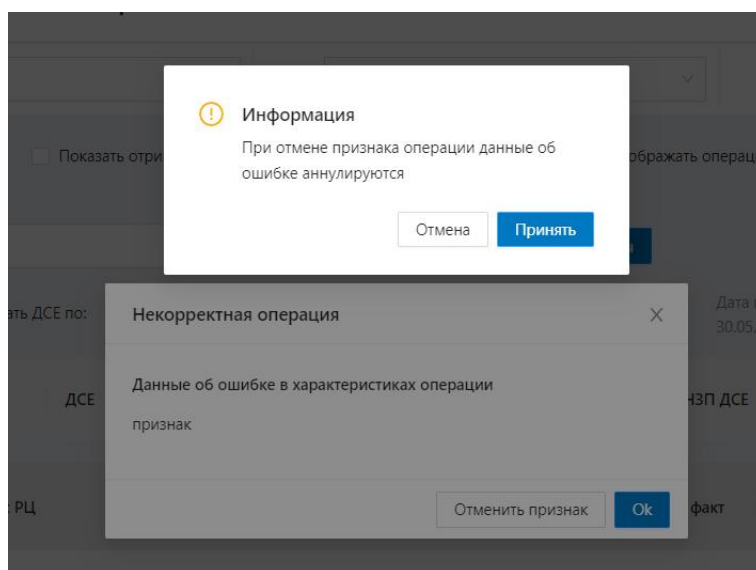 Информация
При отмене признака операции данные об
ошибке аннулируются
Показать отри
ображать операц
Отмена
Принять
ать ДСЕ по:
Некорректная операция
Дата
30.05.
Данные об ошибке в характеристиках операции
ДСЕ
НЗП ДСЕ
признак
РЦ
Отменить признак
Ok
факт